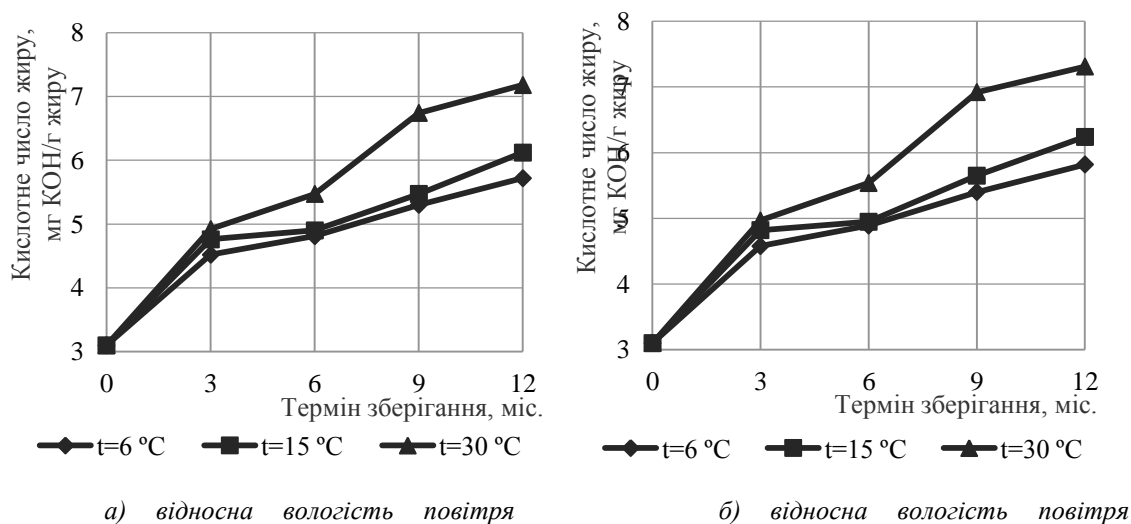 Кислотне число жиру,
мг КОН/г жиру
8
7
6
5
4
3
0 3 6 9 12
Термін зберігання, міс.
t=6 ºC t=15 ºC t=30 ºC
а) відносна вологість повітря
Кислотне число жиру,
мг КОН/г жиру
8
7
6
5
4
3
0 3 6 9 12
Термін зберігання, міс.
t=6 ºC t=15 ºC t=30 ºC
б) відносна вологість повітря